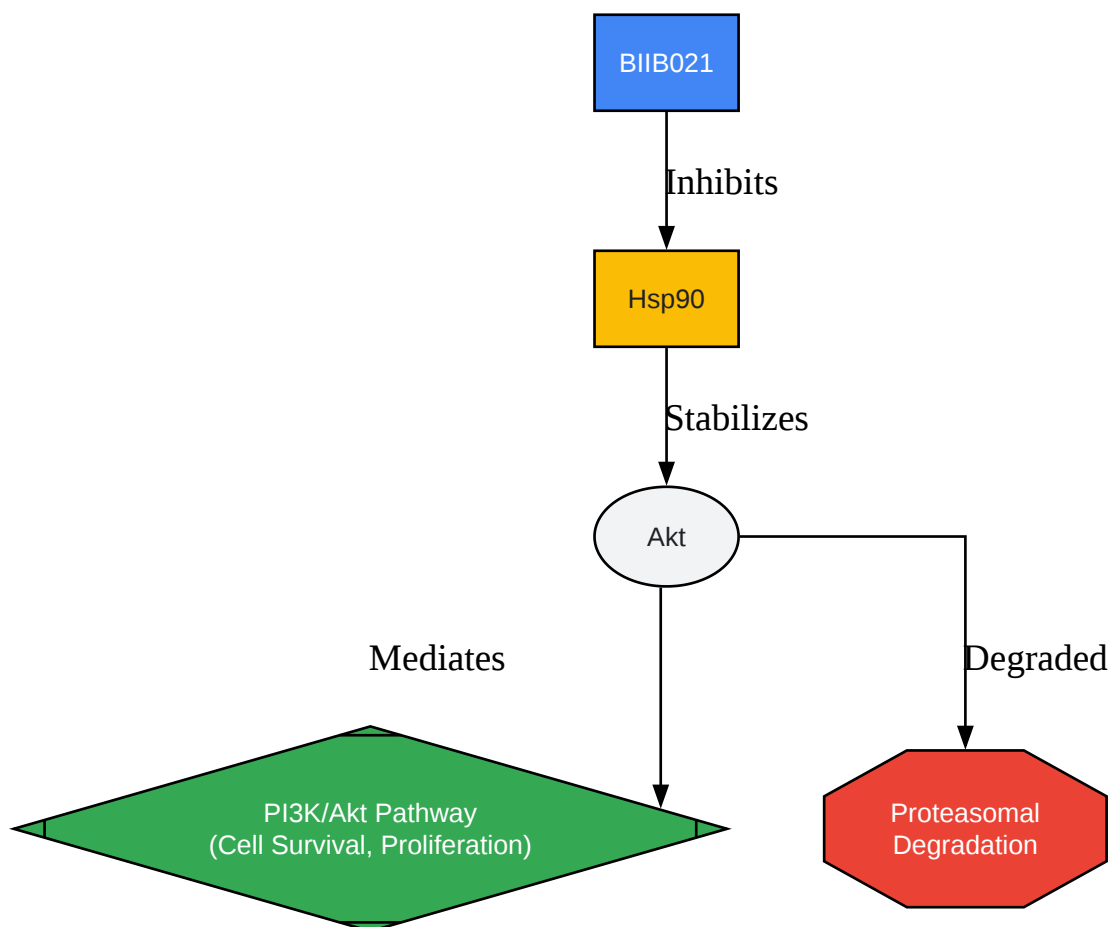 BIIB021
Inhibits
Hsp90
Stabilizes
Akt
Mediates
Degraded
PI3K/Akt Pathway
(Cell Survival, Proliferation)
Proteasomal
Degradation